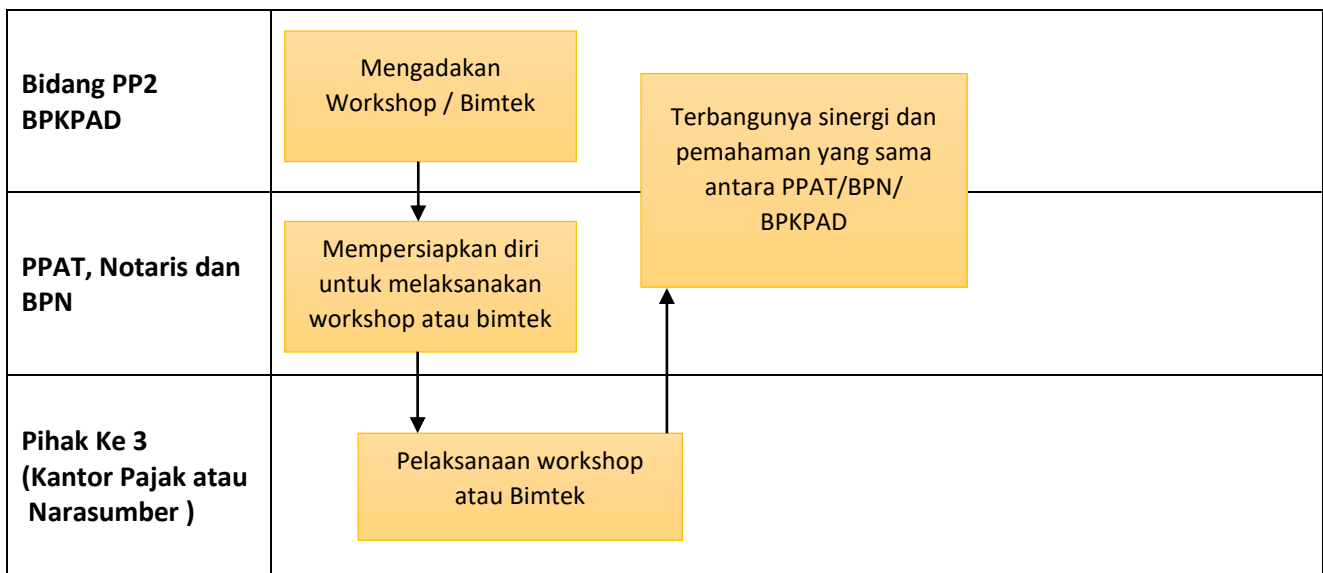 Bidang PP2
BPKPAD
Mengadakan
Workshop / Bimtek
Terbangunya sinergi dan
pemahaman yang sama
antara PPAT/BPN/
BPKPAD
PPAT, Notaris dan
BPN
Mempersiapkan diri
untuk melaksanakan
workshop atau bimtek
Pihak Ke 3
(Kantor Pajak atau
Narasumber )
Pelaksanaan workshop
atau Bimtek